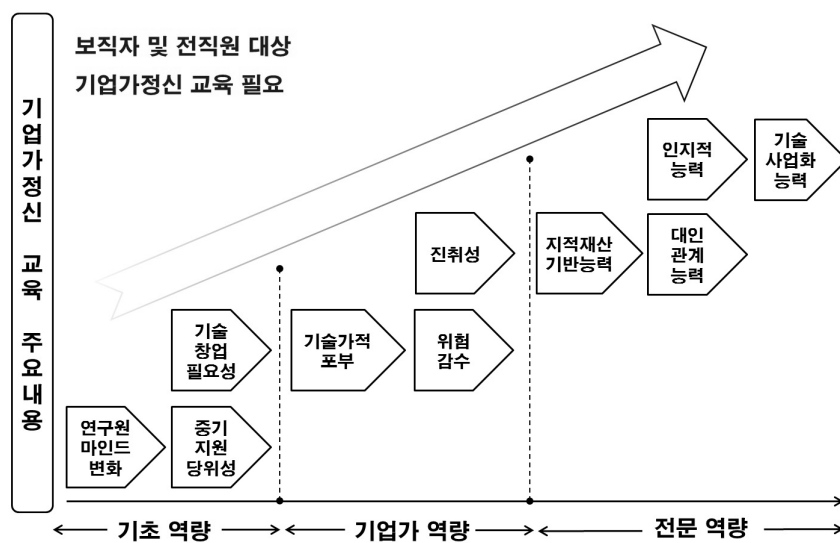 보직자 및 전직원 대상
기업가정신 교육 필요
기업가정신 교육 주요내용
인지적
능력
기술
사업화
능력
진취성
지적재산
기반능력
대인
관계
능력
기술
창업
필요성
기술가적
포부
위험
감수
연구원
마인드
변화
중기
지원
당위성
기초 역량
기업가 역량
전문 역량